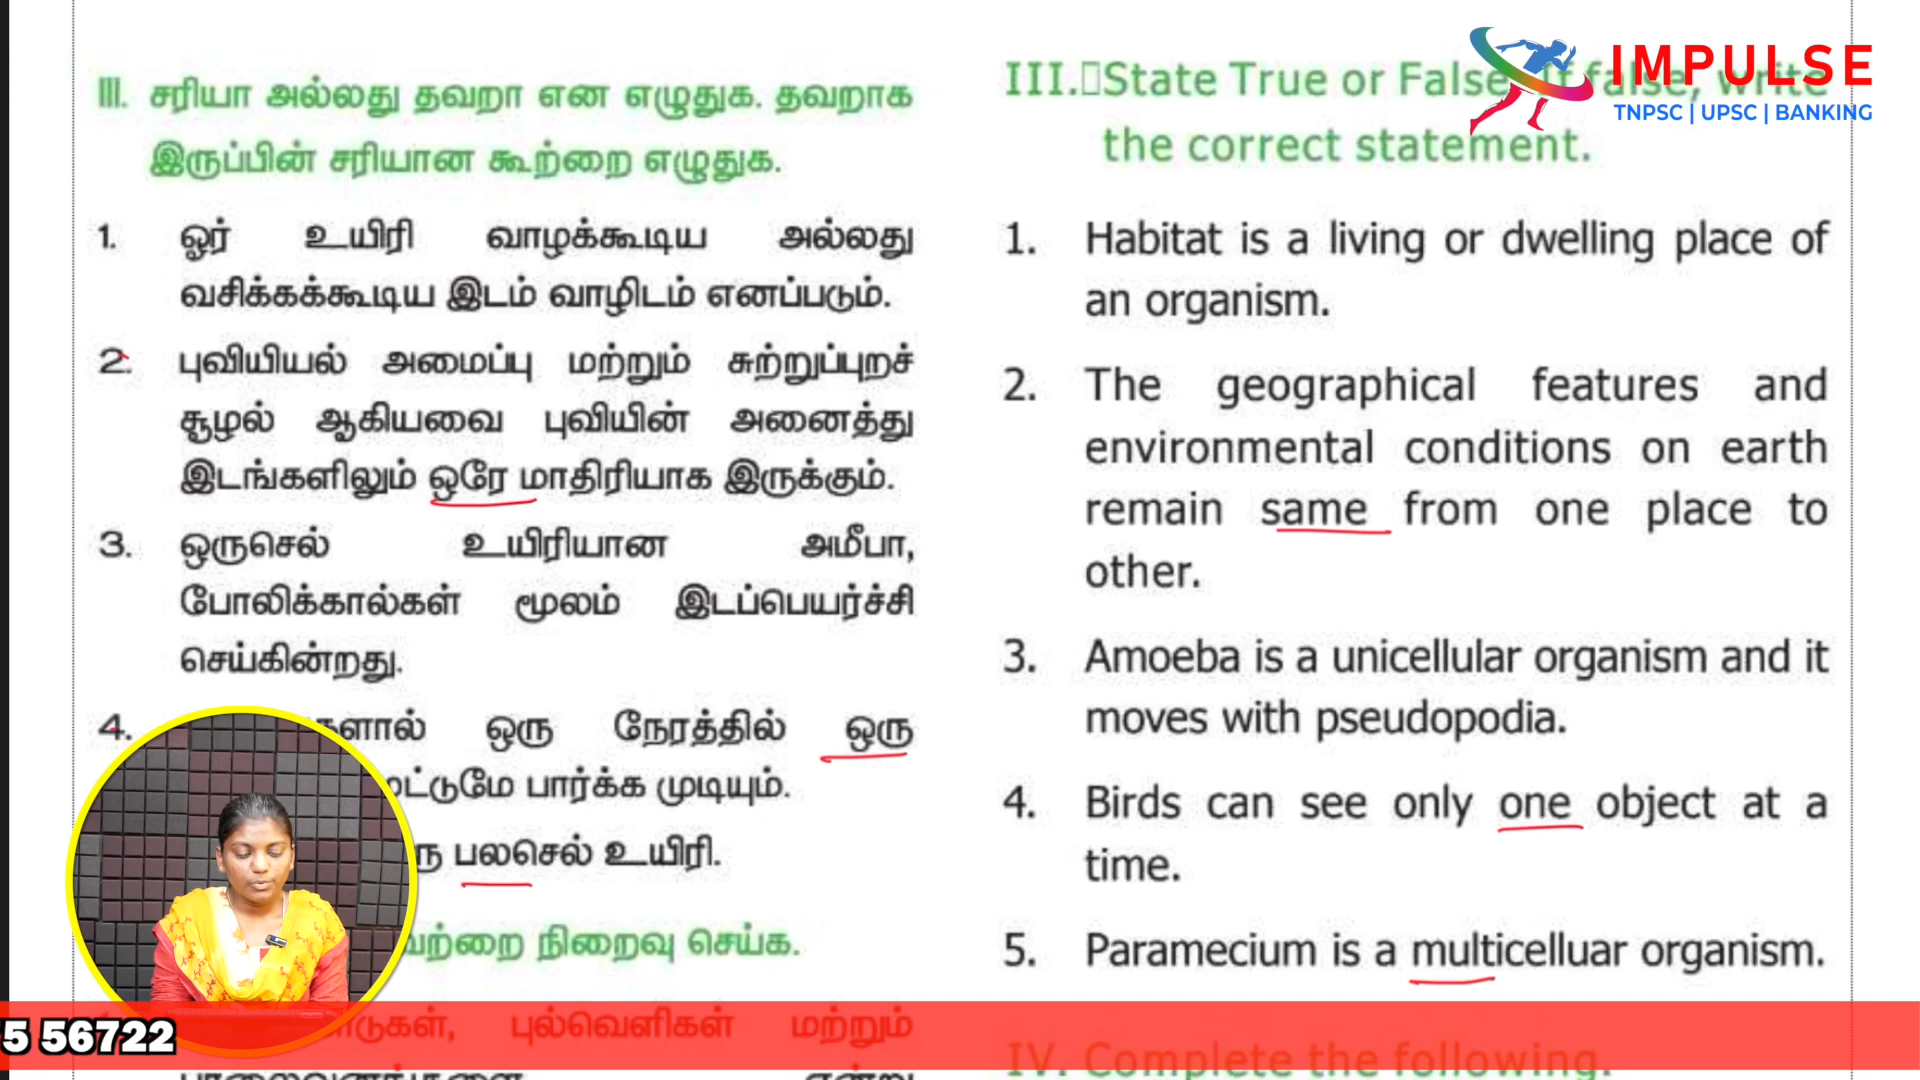 III. சரியா அல்லது தவறா என எழுதுக. தவறாக
இருப்பின் சரியான கூற்றை எழுதுக.
1. ஓர் உயிரி வாழக்கூடிய அல்லது
வசிக்கக்கூடிய இடம் வாழிடம் எனப்படும்.
2. புவியியல் அமைப்பு மற்றும் சுற்றுப்புறச்
சூழல் ஆகியவை புவியின் அனைத்து
இடங்களிலும் ஒரே மாதிரியாக இருக்கும்.
3. ஒருசெல் உயிரியான அமீபா,
போலிக்கால்கள் மூலம் இடப்பெயர்ச்சி
செய்கின்றது.
4. ஒரு நேரத்தில் ஒரு
பார்க்க முடியும்.
பலசெல் உயிரி.
நிறைவு செய்க.
புல்வெளிகள் மற்றும்
III. State True or False. If false, write
the correct statement.
1. Habitat is a living or dwelling place of
an organism.
2. The geographical features and
environmental conditions on earth
remain same from one place to
other.
3. Amoeba is a unicellular organism and it
moves with pseudopodia.
4. Birds can see only one object at a
time.
5. Paramecium is a multicelluar organism.
IV. Complete the following.
IMPULSE
TNPSC | UPSC | BANKING
5 56722